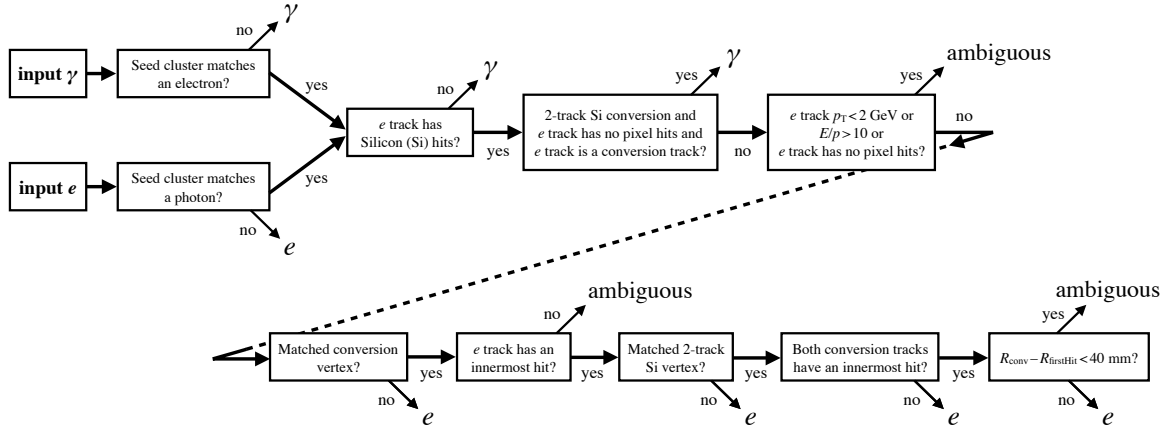 input γ
Seed cluster matches
an electron?
no
γ
yes
input e
Seed cluster matches
a photon?
yes
no
e
e track has
Silicon (Si) hits?
no
γ
yes
2-track Si conversion and
e track has no pixel hits and
e track is a conversion track?
yes
γ
no
e track pT < 2 GeV or
E/p > 10 or
e track has no pixel hits?
yes
ambiguous
no
Matched conversion
vertex?
yes
no
e
e track has an
innermost hit?
no
ambiguous
yes
Matched 2-track
Si vertex?
yes
no
e
Both conversion tracks
have an innermost hit?
yes
no
e
Rconv − RfirstHit < 40 mm?
yes
ambiguous
no
e